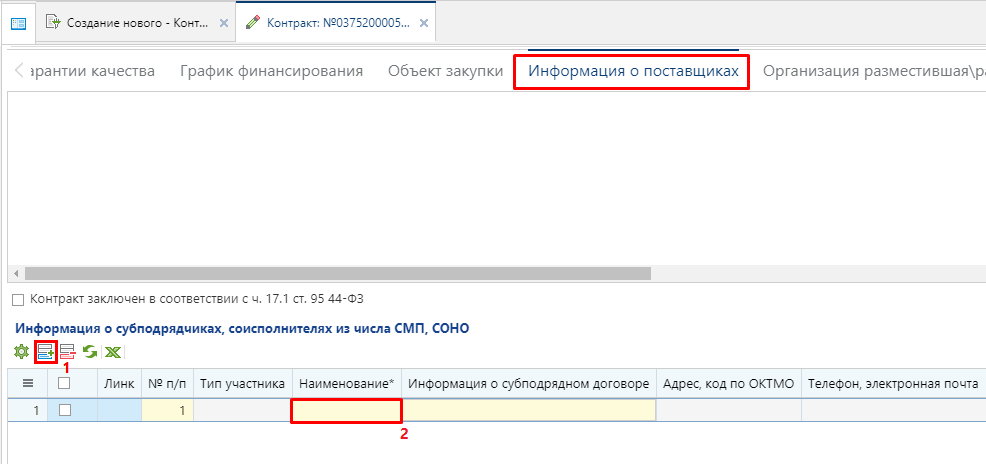 Создание нового - Конт...
Контракт: №0375200005...
арантии качества График финансирования Объект закупки Информация о поставщиках Организация разместившая\ра
Контракт заключен в соответствии с ч. 17.1 ст. 95 44-ФЗ
Информация о субподрядчиках, соисполнителях из числа СМП, СОНО
1
Линк № п/п Тип участника Наименование* Информация о субподрядном договоре Адрес, код по ОКТМО Телефон, электронная почта
1 1
2